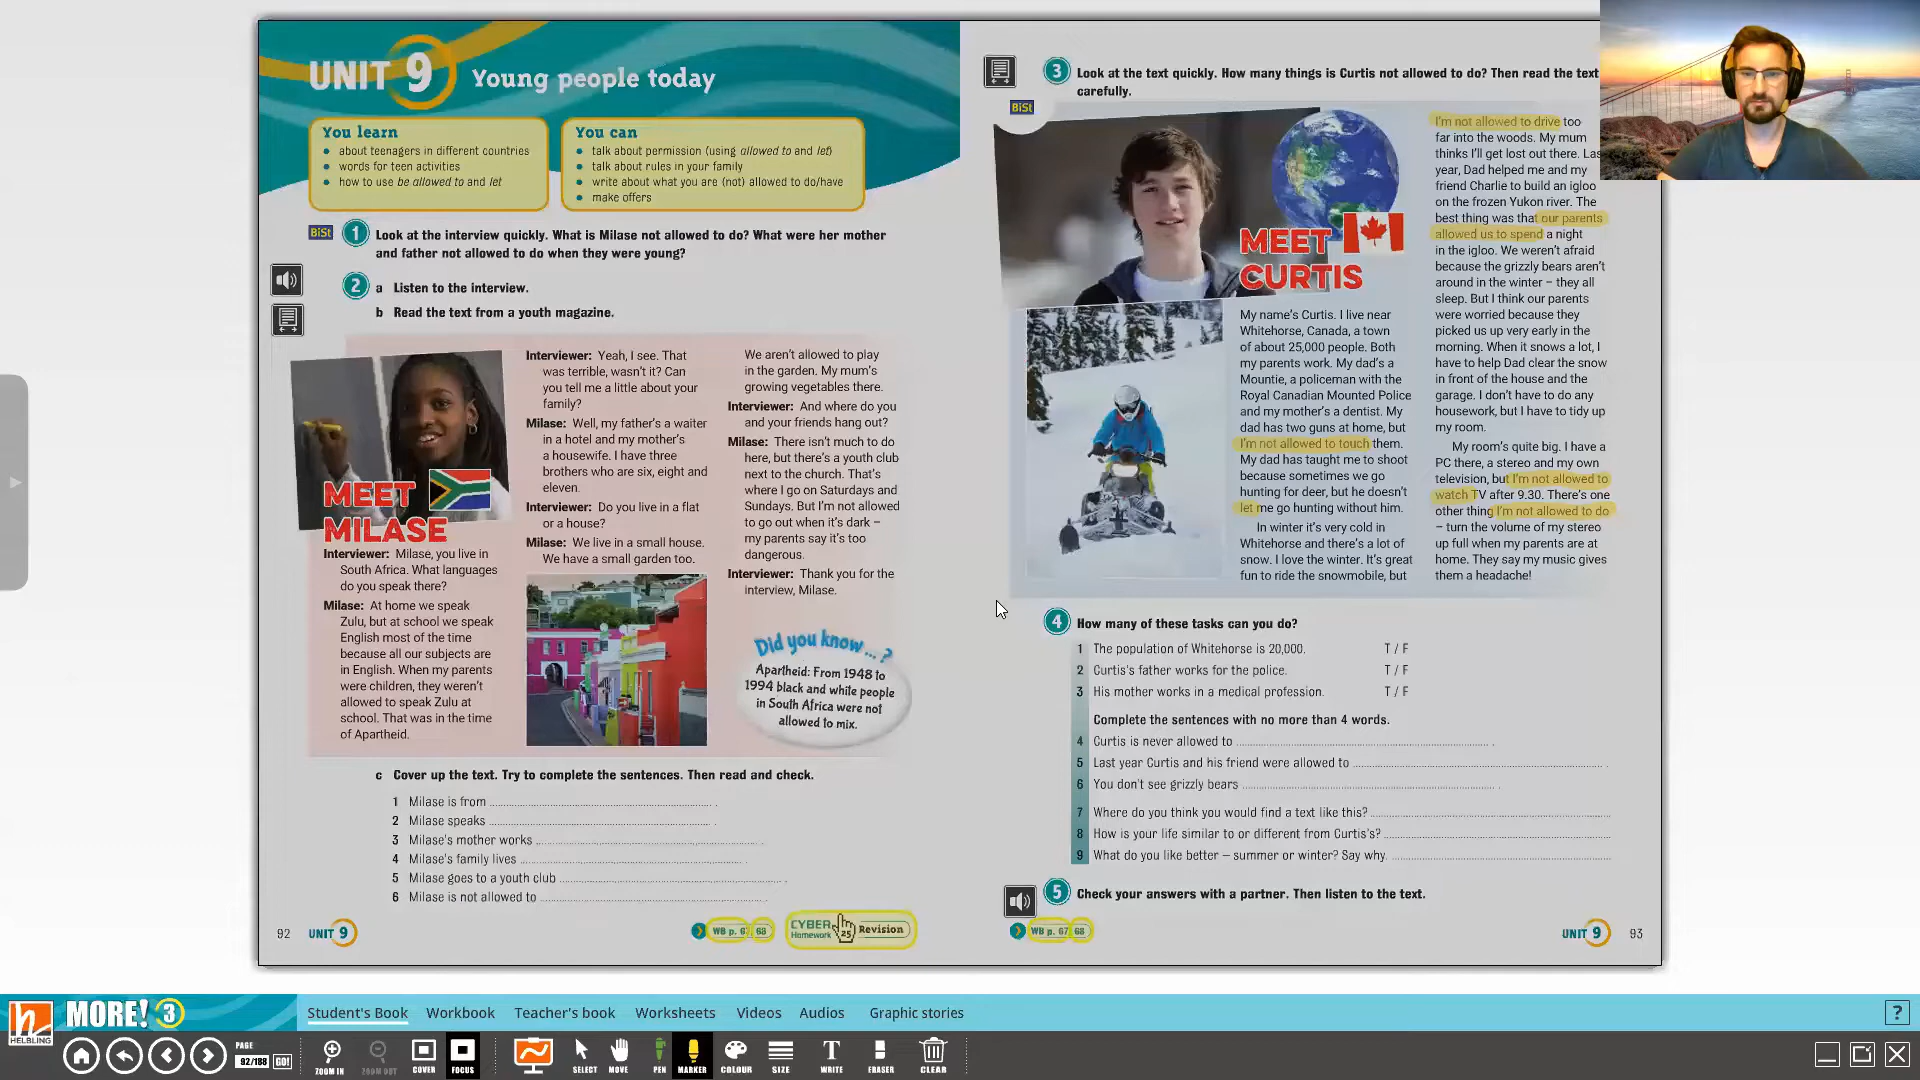 UNIT 9 Young people today
You learn
• about teenagers in different countries
• words for teen activities
• how to use be allowed to and let
You can
• talk about permission (using allowed to and let)
• talk about rules in your family
• write about what you are (not) allowed to do/have
• make offers
BiSt
1 Look at the interview quickly. What is Milase not allowed to do? What were her mother
and father not allowed to do when they were young?
2 a Listen to the interview.
b Read the text from a youth magazine.
MEET
MILASE
Interviewer: Milase, you live in
South Africa. What languages
do you speak there?
Milase: At home we speak
Zulu, but at school we speak
English most of the time
because all our subjects are
in English. When my parents
were children, they weren't
allowed to speak Zulu at
school. That was in the time
of Apartheid.
Interviewer: Yeah, I see. That
was terrible, wasn't it? Can
you tell me a little about your
family?
Milase: Well, my father's a waiter
in a hotel and my mother's
a housewife. I have three
brothers who are six, eight and
eleven.
Interviewer: Do you live in a flat
or a house?
Milase: We live in a small house.
We have a small garden too.
We aren't allowed to play
in the garden. My mum's
growing vegetables there.
Interviewer: And where do you
and your friends hang out?
Milase: There isn't much to do
here, but there's a youth club
next to the church. That's
where I go on Saturdays and
Sundays. But I'm not allowed
to go out when it's dark –
my parents say it's too
dangerous.
Interviewer: Thank you for the
interview, Milase.
Did you know ... ?
Apartheid: From 1948 to
1994 black and white people
in South Africa were not
allowed to mix.
c Cover up the text. Try to complete the sentences. Then read and check.
1 Milase is from .
2 Milase speaks .
3 Milase's mother works .
4 Milase's family lives .
5 Milase goes to a youth club .
6 Milase is not allowed to .
92 UNIT 9
WB p. 67, 68
CYBER Homework 25 Revision
3 Look at the text quickly. How many things is Curtis not allowed to do? Then read the text
carefully.
BiSt
MEET
CURTIS
My name's Curtis. I live near
Whitehorse, Canada, a town
of about 25,000 people. Both
my parents work. My dad's a
Mountie, a policeman with the
Royal Canadian Mounted Police
and my mother's a dentist. My
dad has two guns at home, but
I'm not allowed to touch them.
My dad has taught me to shoot
because sometimes we go
hunting for deer, but he doesn't
let me go hunting without him.
In winter it's very cold in
Whitehorse and there's a lot of
snow. I love the winter. It's great
fun to ride the snowmobile, but
I'm not allowed to drive too
far into the woods. My mum
thinks I'll get lost out there. Las
year, Dad helped me and my
friend Charlie to build an igloo
on the frozen Yukon river. The
best thing was that our parents
allowed us to spend a night
in the igloo. We weren't afraid
because the grizzly bears aren't
around in the winter – they all
sleep. But I think our parents
were worried because they
picked us up very early in the
morning. When it snows a lot, I
have to help Dad clear the snow
in front of the house and the
garage. I don't have to do any
housework, but I have to tidy up
my room.
My room's quite big. I have a
PC there, a stereo and my own
television, but I'm not allowed to
watch TV after 9.30. There's one
other thing I'm not allowed to do
– turn the volume of my stereo
up full when my parents are at
home. They say my music gives
them a headache!
4 How many of these tasks can you do?
1 The population of Whitehorse is 20,000. T / F
2 Curtis's father works for the police. T / F
3 His mother works in a medical profession. T / F
Complete the sentences with no more than 4 words.
4 Curtis is never allowed to .
5 Last year Curtis and his friend were allowed to .
6 You don't see grizzly bears .
7 Where do you think you would find a text like this?
8 How is your life similar to or different from Curtis's?
9 What do you like better – summer or winter? Say why.
5 Check your answers with a partner. Then listen to the text.
WB p. 67, 68
UNIT 9 93
h HELBLING MORE! 3
Student's Book Workbook Teacher's book Worksheets Videos Audios Graphic stories ?
PAGE 92/188 GO!
ZOOM IN ZOOM OUT COVER FOCUS SELECT MOVE PEN MARKER COLOUR SIZE T WRITE ERASER CLEAR